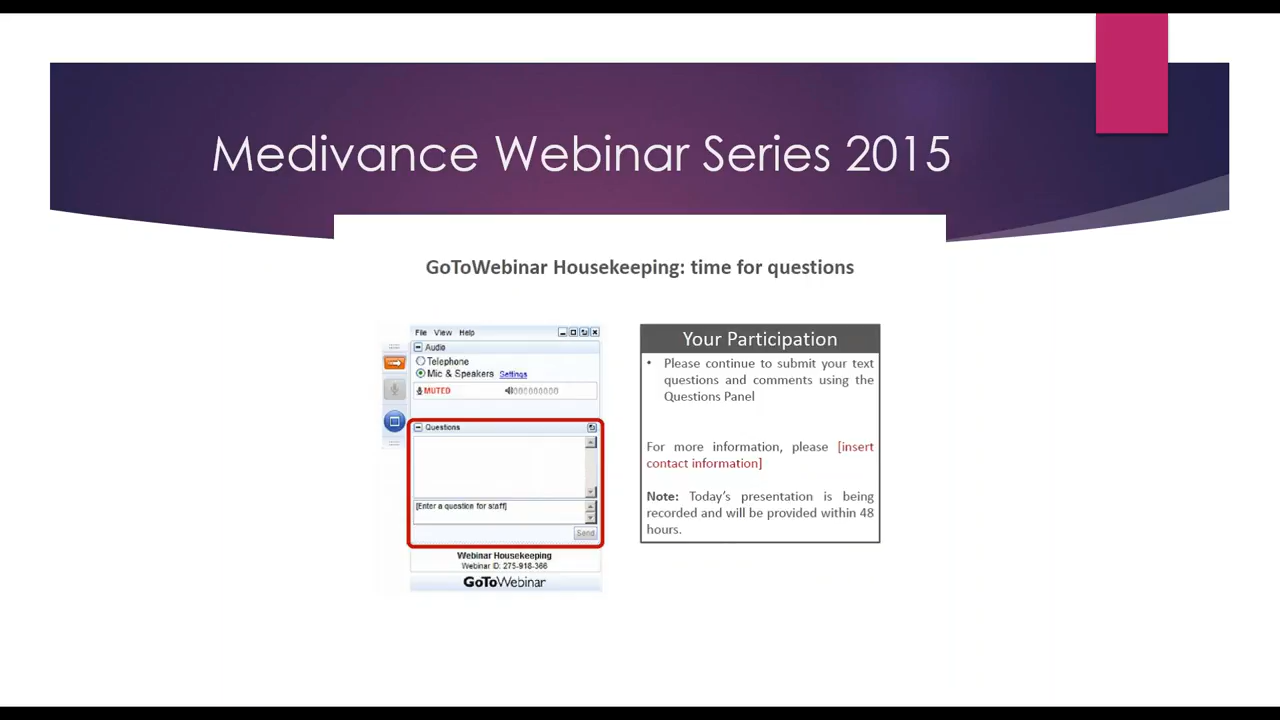 Medivance Webinar Series 2015
GoToWebinar Housekeeping: time for questions
File View Help
Audio
Telephone
Mic & Speakers Settings
MUTED
Questions
[Enter a question for staff]
Send
Webinar Housekeeping
Webinar ID: 275-918-366
GoToWebinar
Your Participation
• Please continue to submit your text
questions and comments using the
Questions Panel
For more information, please [insert
contact information]
Note: Today's presentation is being
recorded and will be provided within 48
hours.